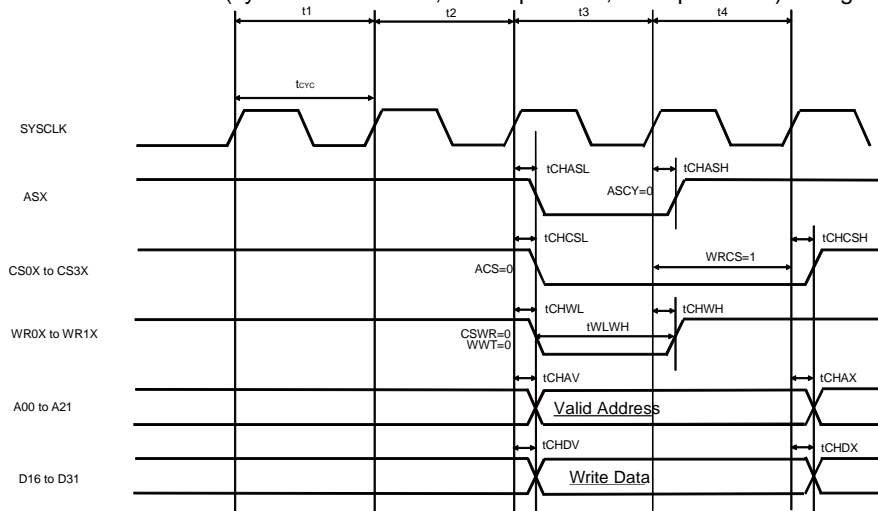 t1 t2 t3 t4
tCYC
SYSCLK
tCHASL tCHASH
ASX
ASCY=0
tCHCSL tCHCSH
WRCS=1
CS0X to CS3X
ACS=0
tCHWL tCHWH
WR0X to WR1X
CSWR=0
WWT=0
tWLWH
tCHAV tCHAX
A00 to A21
Valid Address
tCHDV tCHDX
D16 to D31
Write Data